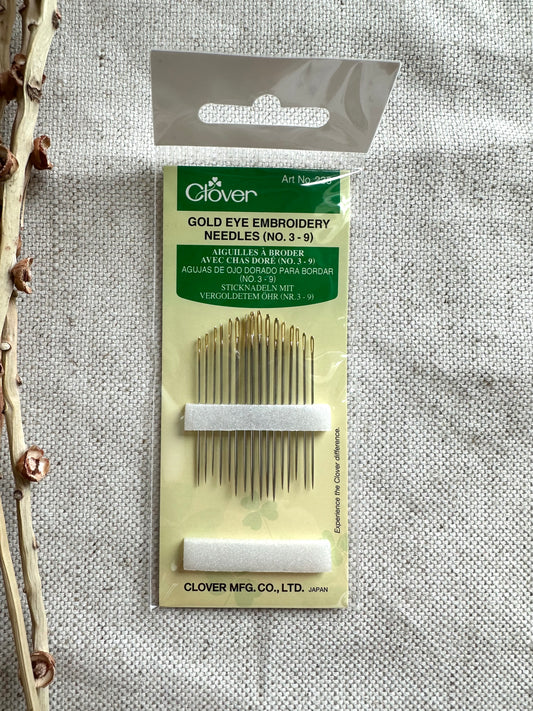 Art No. 235
Clover
GOLD EYE EMBROIDERY
NEEDLES (NO. 3 - 9)
AIGUILLES À BRODER
AVEC CHAS DORÉ (NO. 3 - 9)
AGUJAS DE OJO DORADO PARA BORDAR
(NO. 3 - 9)
STICKNADELN MIT
VERGOLDETEM ÖHR (NR. 3 - 9)
Experience the Clover difference.
CLOVER MFG. CO., LTD. JAPAN